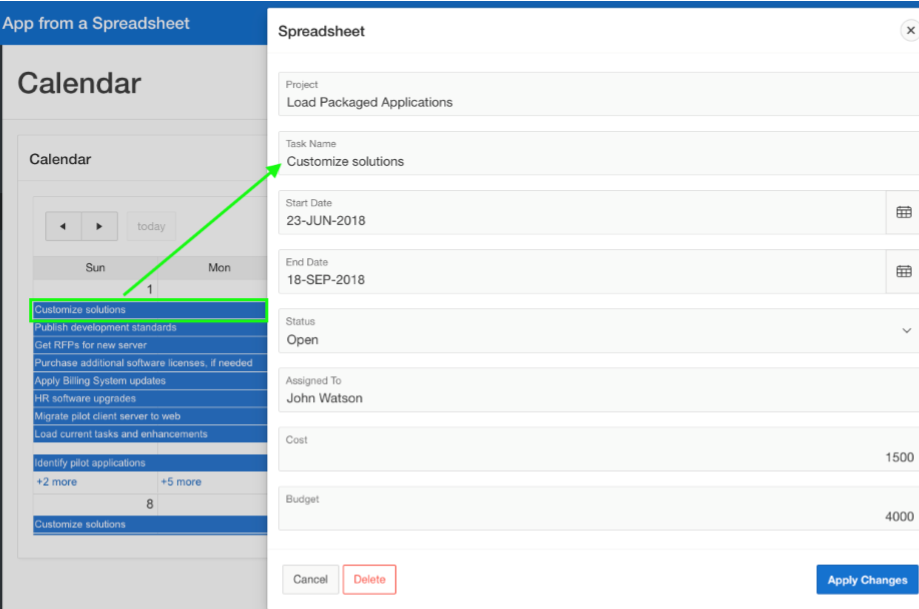 App from a Spreadsheet
Calendar
Calendar
today
Sun Mon
1
Customize solutions
Publish development standards
Get RFPs for new server
Purchase additional software licenses, if needed
Apply Billing System updates
HR software upgrades
Migrate pilot client server to web
Load current tasks and enhancements
Identify pilot applications
+2 more +5 more
8
Customize solutions
Spreadsheet
Project
Load Packaged Applications
Task Name
Customize solutions
Start Date
23-JUN-2018
End Date
18-SEP-2018
Status
Open
Assigned To
John Watson
Cost
1500
Budget
4000
Cancel Delete Apply Changes